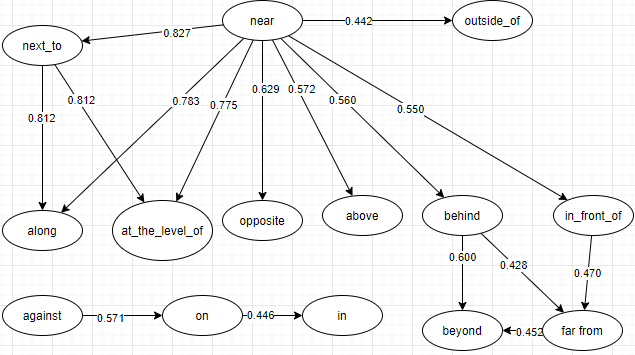 near
0.442
outside_of
next_to
0.827
0.812
0.812
0.783
0.775
0.629
0.572
0.560
0.550
along
at_the_level_of
opposite
above
behind
in_front_of
0.600
0.428
0.470
against
0.571
on
0.446
in
beyond
0.452
far from